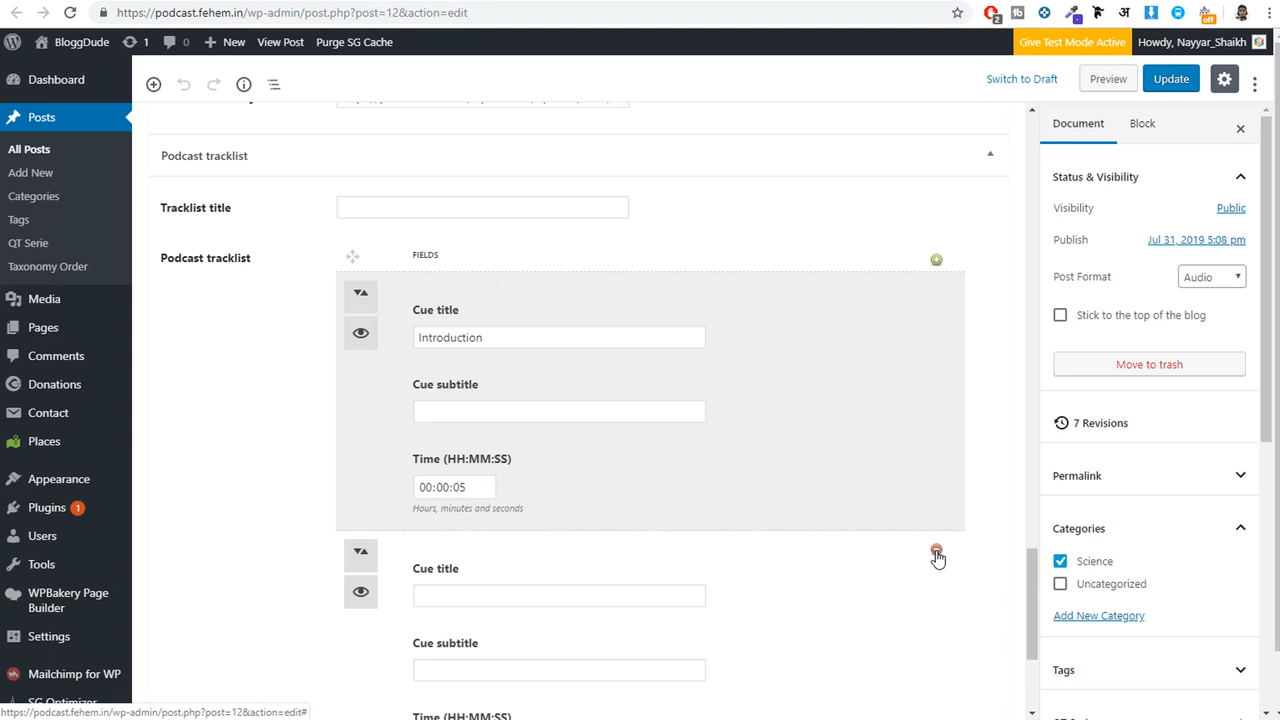 https://podcast.fehem.in/wp-admin/post.php?post=12&action=edit
2
अ
off
BloggDude
1
0
New
View Post
Purge SG Cache
Give Test Mode Active
Howdy, Nayyar_Shaikh
Dashboard
Posts
All Posts
Add New
Categories
Tags
QT Serie
Taxonomy Order
Media
Pages
Comments
Donations
Contact
Places
Appearance
Plugins 1
Users
Tools
WPBakery Page
Builder
Settings
Mailchimp for WP
SG Optimizer
Switch to Draft
Preview
Update
Podcast tracklist
Tracklist title
Podcast tracklist
FIELDS
Cue title
Introduction
Cue subtitle
Time (HH:MM:SS)
00:00:05
Hours, minutes and seconds
Cue title
Cue subtitle
Time (HH:MM:SS)
Document
Block
Status & Visibility
Visibility
Public
Publish
Jul 31, 2019 5:08 pm
Post Format
Audio
Stick to the top of the blog
Move to trash
7 Revisions
Permalink
Categories
Science
Uncategorized
Add New Category
Tags
https://podcast.fehem.in/wp-admin/post.php?post=12&action=edit#